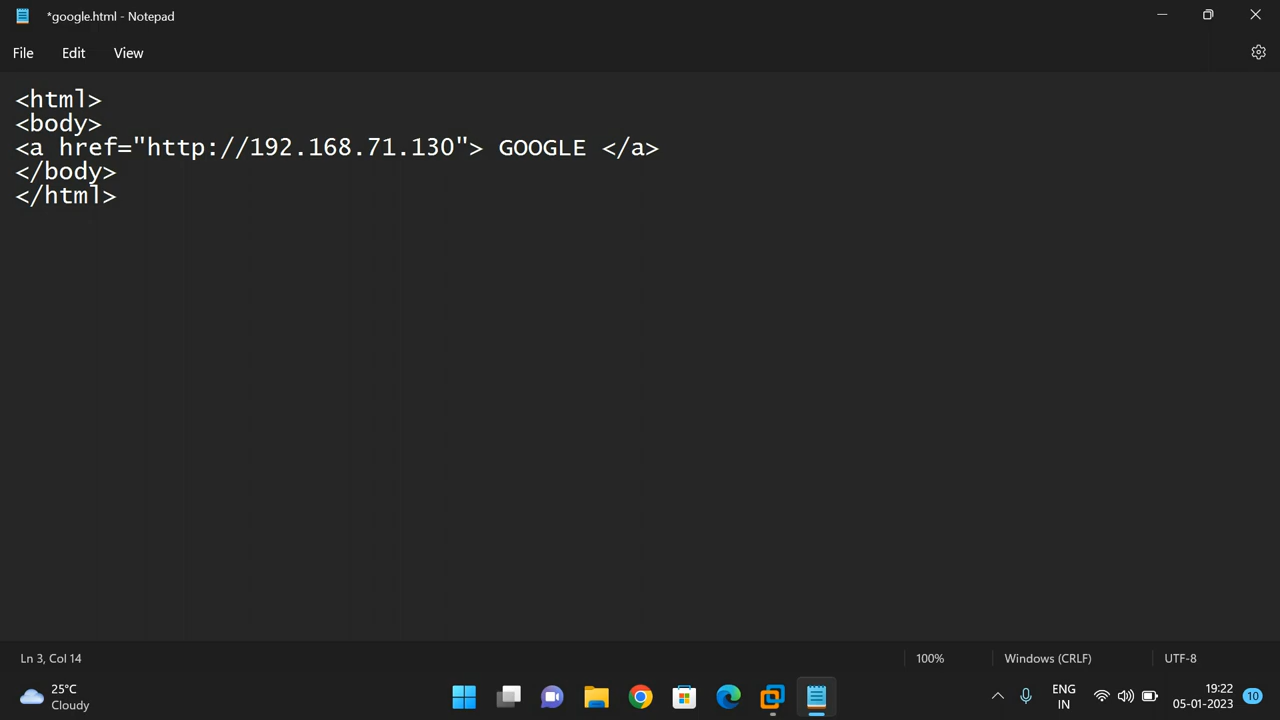 *google.html - Notepad
File Edit View
<html>
<body>
<a href="http://192.168.71.130"> GOOGLE </a>
</body>
</html>
Ln 3, Col 14 100% Windows (CRLF) UTF-8
25°C
Cloudy
ENG
IN
19:22
05-01-2023
10